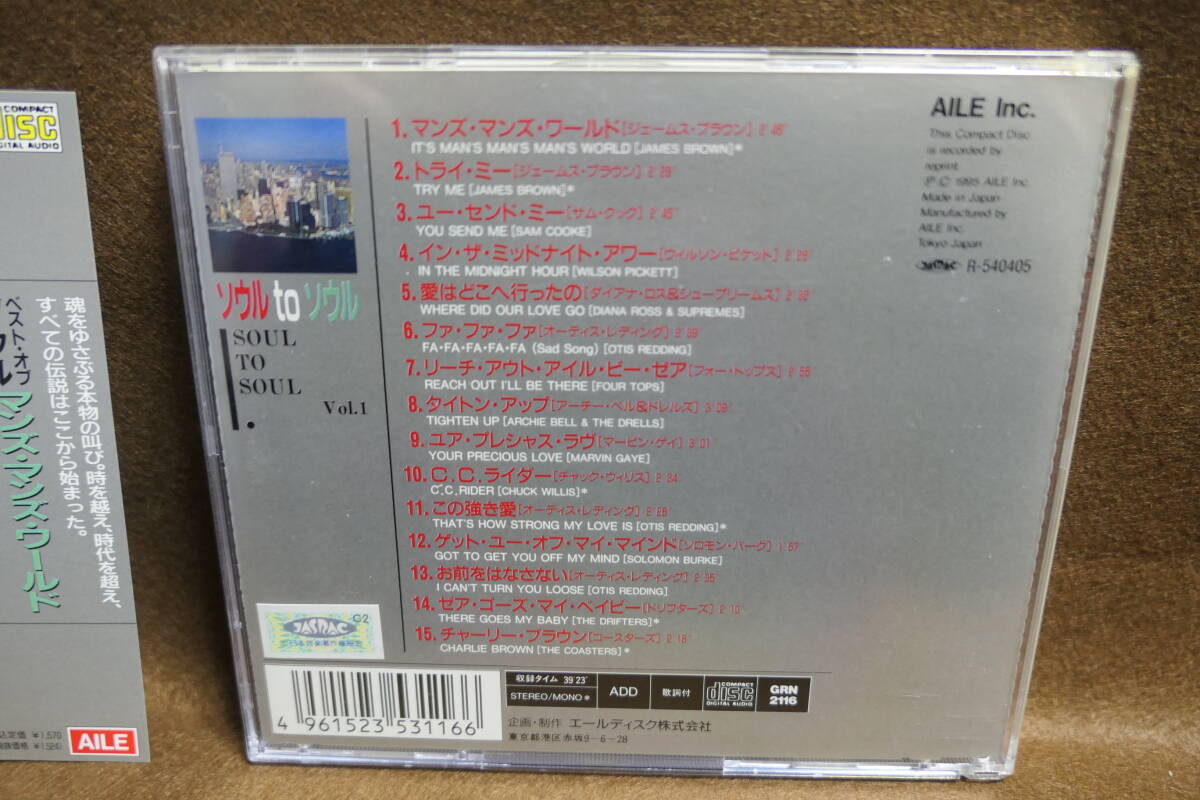 COMPACT
DISC
DIGITAL AUDIO
ベスト・オブ
マンズ・マンズ・ワールド
魂をゆさぶる本物の叫び。時を越え、時代を超え、
すべての伝説はここから始まった。
¥1,570
AILE
ソウル to ソウル
SOUL
TO
SOUL
Vol.1
1.マンズ・マンズ・ワールド[ジェームス・ブラウン] 2′46″
IT'S MAN'S MAN'S MAN'S WORLD [JAMES BROWN]*
2.トライ・ミー[ジェームス・ブラウン] 2′29″
TRY ME [JAMES BROWN]*
3.ユー・センド・ミー[サム・クック] 2′45″
YOU SEND ME [SAM COOKE]
4.イン・ザ・ミッドナイト・アワー[ウィルソン・ピケット] 2′29″
IN THE MIDNIGHT HOUR [WILSON PICKETT]
5.愛はどこへ行ったの[ダイアナ・ロス&シュープリームス] 2′32″
WHERE DID OUR LOVE GO [DIANA ROSS & SUPREMES]
6.ファ・ファ・ファ[オーティス・レディング] 2′39″
FA・FA・FA・FA・FA (Sad Song) [OTIS REDDING]
7.リーチ・アウト・アイル・ビー・ゼア[フォー・トップス] 2′55″
REACH OUT I'LL BE THERE [FOUR TOPS]
8.タイトン・アップ[アーチー・ベル&ドレルズ] 3′09″
TIGHTEN UP [ARCHIE BELL & THE DRELLS]
9.ユア・プレシャス・ラヴ[マービン・ゲイ] 3′01″
YOUR PRECIOUS LOVE [MARVIN GAYE]
10.C.C.ライダー[チャック・ウィリス] 2′34″
C.C.RIDER [CHUCK WILLIS]*
11.この強き愛[オーティス・レディング] 2′26″
THAT'S HOW STRONG MY LOVE IS [OTIS REDDING]*
12.ゲット・ユー・オフ・マイ・マインド[ソロモン・バーク] 1′57″
GOT TO GET YOU OFF MY MIND [SOLOMON BURKE]
13.お前をはなさない[オーティス・レディング] 2′35″
I CAN'T TURN YOU LOOSE [OTIS REDDING]
14.ゼア・ゴーズ・マイ・ベイビー[ドリフターズ] 2′10″
THERE GOES MY BABY [THE DRIFTERS]*
15.チャーリー・ブラウン[コースターズ] 2′18″
CHARLIE BROWN [THE COASTERS]*
AILE Inc.
This Compact Disc
is recorded by
reprint.
℗ © 1995 AILE Inc.
Made in Japan
Manufactured by
AILE Inc.
Tokyo Japan
JASRAC R-540405
C2
JASRAC
4 961523 531166
収録タイム 39′23″
STEREO/MONO*
ADD
歌詞付
COMPACT
DISC
DIGITAL AUDIO
GRN
2116
企画・制作 エールディスク株式会社
東京都港区赤坂9-6-28